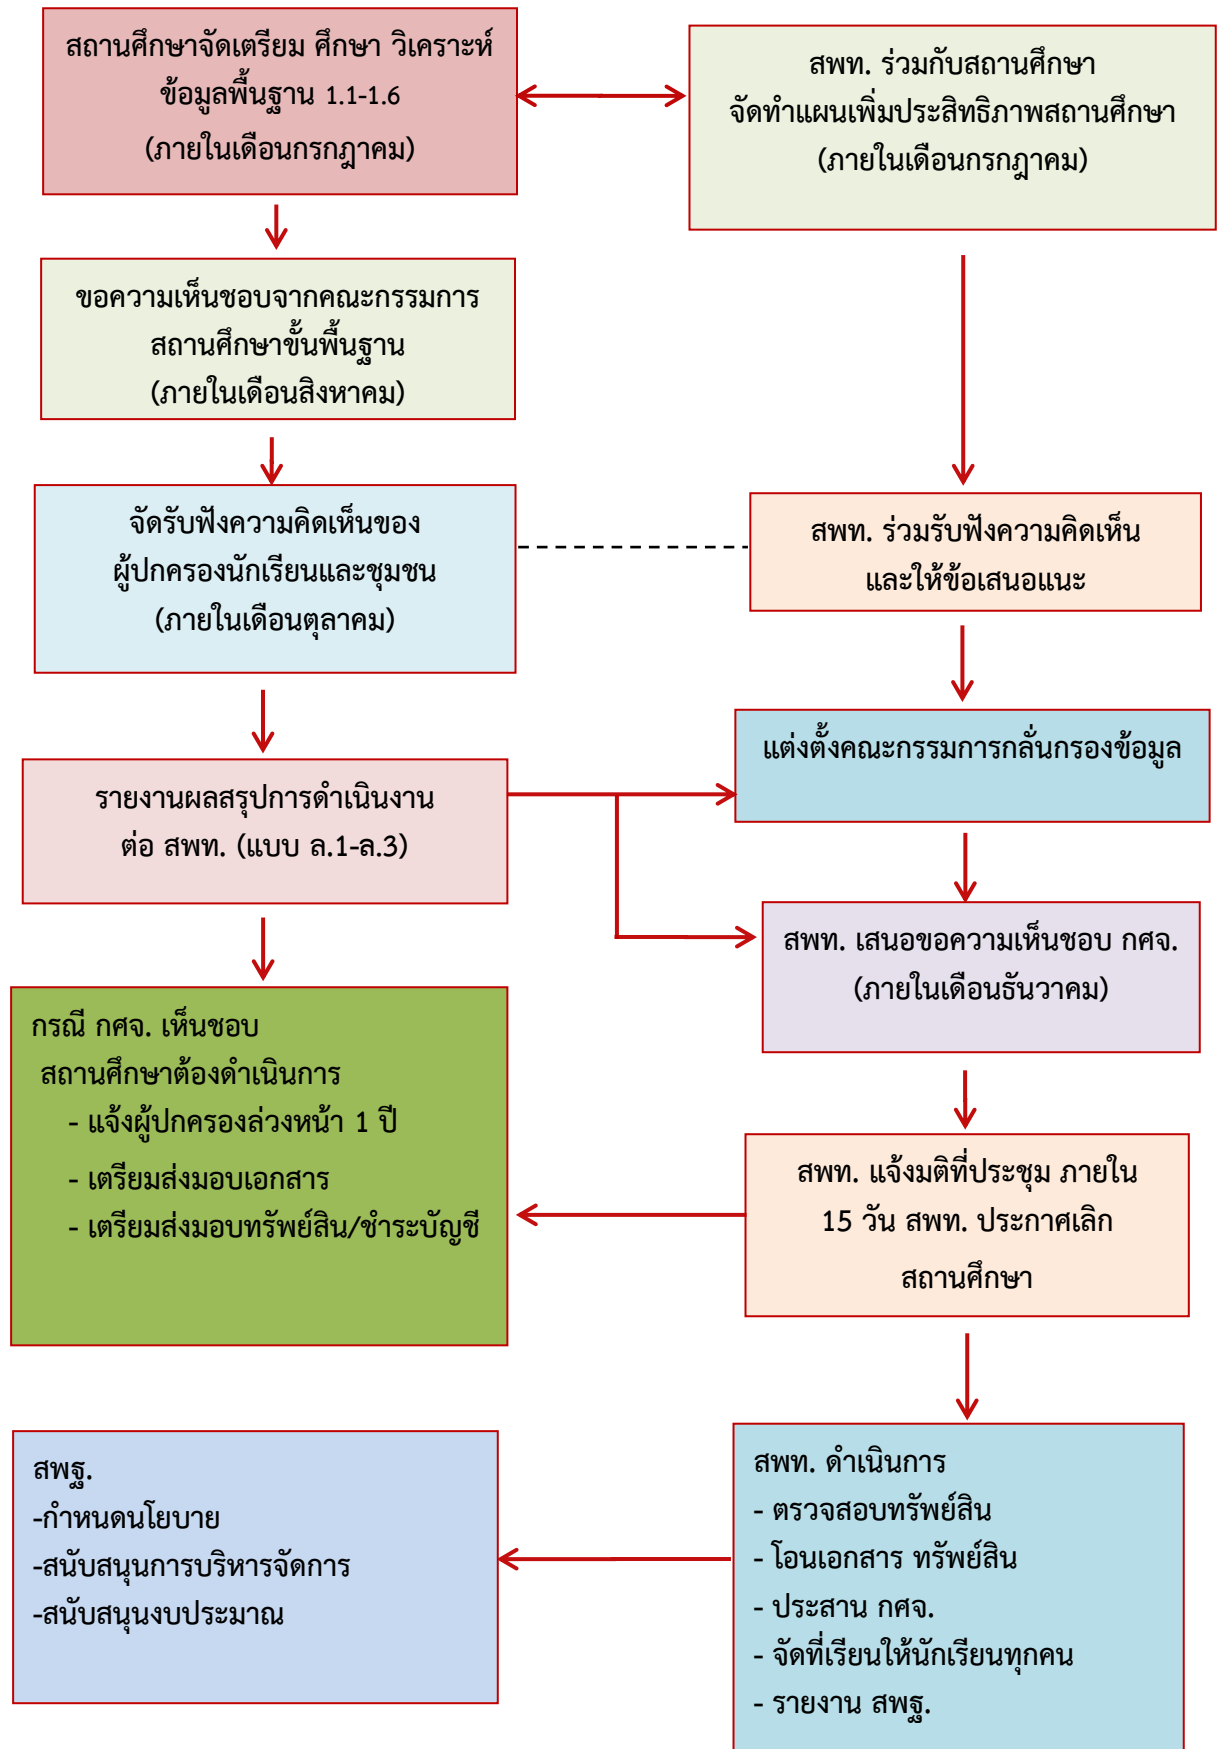 สถานศึกษาจัดเตรียม ศึกษา วิเคราะห์
ข้อมูลพื้นฐาน 1.1-1.6
(ภายในเดือนกรกฎาคม)
สพท. ร่วมกับสถานศึกษา
จัดทำแผนเพิ่มประสิทธิภาพสถานศึกษา
(ภายในเดือนกรกฎาคม)
ขอความเห็นชอบจากคณะกรรมการ
สถานศึกษาขั้นพื้นฐาน
(ภายในเดือนสิงหาคม)
จัดรับฟังความคิดเห็นของ
ผู้ปกครองนักเรียนและชุมชน
(ภายในเดือนตุลาคม)
สพท. ร่วมรับฟังความคิดเห็น
และให้ข้อเสนอแนะ
แต่งตั้งคณะกรรมการกลั่นกรองข้อมูล
รายงานผลสรุปการดำเนินงาน
ต่อ สพท. (แบบ ล.1-ล.3)
สพท. เสนอขอความเห็นชอบ กศจ.
(ภายในเดือนธันวาคม)
กรณี กศจ. เห็นชอบ
สถานศึกษาต้องดำเนินการ
- แจ้งผู้ปกครองล่วงหน้า 1 ปี
- เตรียมส่งมอบเอกสาร
- เตรียมส่งมอบทรัพย์สิน/ชำระบัญชี
สพท. แจ้งมติที่ประชุม ภายใน
15 วัน สพท. ประกาศเลิก
สถานศึกษา
สพฐ.
-กำหนดนโยบาย
-สนับสนุนการบริหารจัดการ
-สนับสนุนงบประมาณ
สพท. ดำเนินการ
- ตรวจสอบทรัพย์สิน
- โอนเอกสาร ทรัพย์สิน
- ประสาน กศจ.
- จัดที่เรียนให้นักเรียนทุกคน
- รายงาน สพฐ.